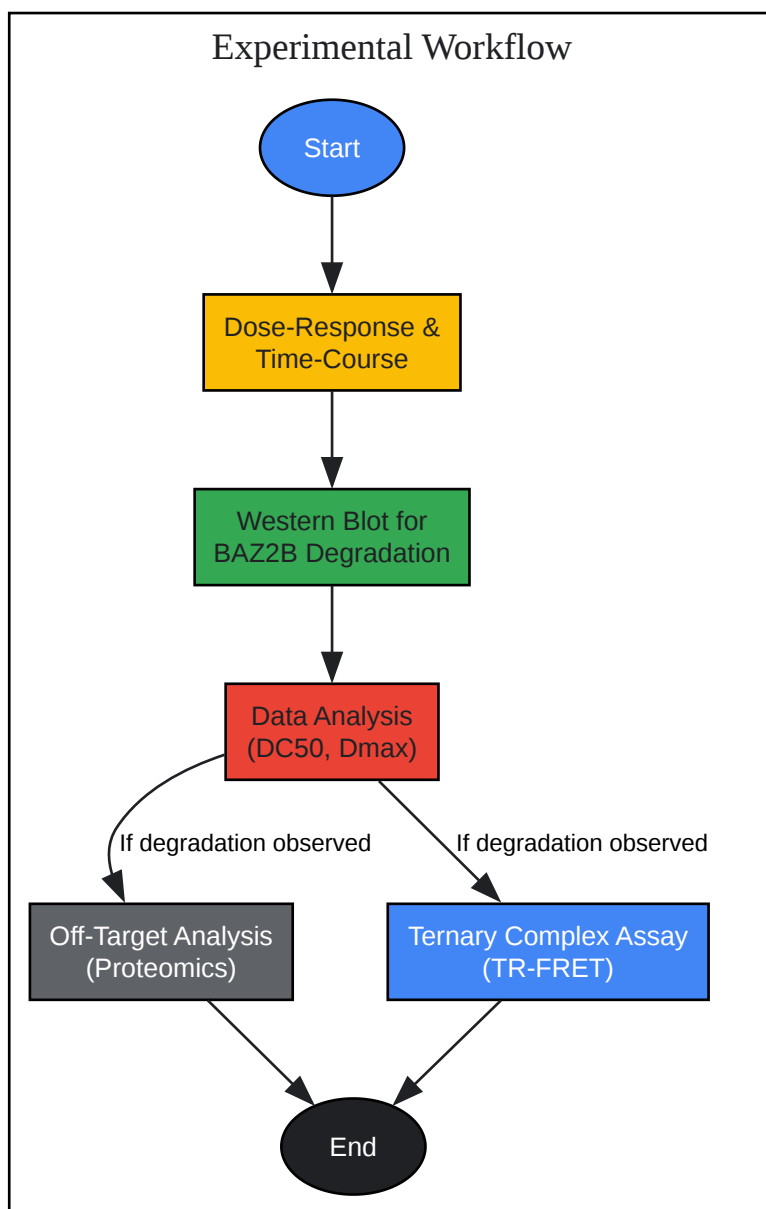 Experimental Workflow
Start
Dose-Response &
Time-Course
Western Blot for
BAZ2B Degradation
Data Analysis
(DC50, Dmax)
If degradation observed
If degradation observed
Off-Target Analysis
(Proteomics)
Ternary Complex Assay
(TR-FRET)
End